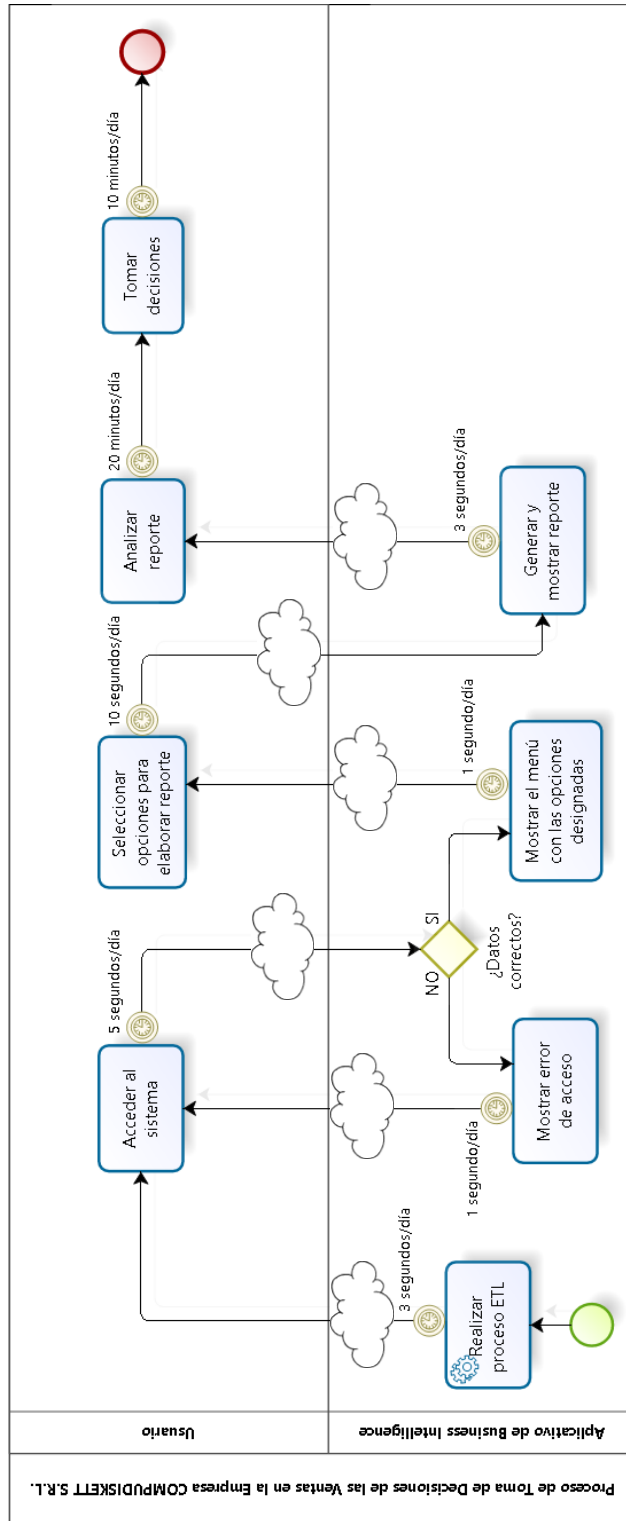 Proceso de Toma de Decisiones de las Ventas en la Empresa COMPUDISKETT S.R.L.
Usuario
Acceder al
sistema
5 segundos/día
Seleccionar
opciones para
elaborar reporte
10 segundos/día
Analizar
reporte
20 minutos/día
Tomar
decisiones
10 minutos/día
Aplicativo de Business Intelligence
Realizar
proceso ETL
3 segundos/día
Mostrar error
de acceso
1 segundo/día
NO
SI
¿Datos
correctos?
Mostrar el menú
con las opciones
designadas
1 segundo/día
Generar y
mostrar reporte
3 segundos/día